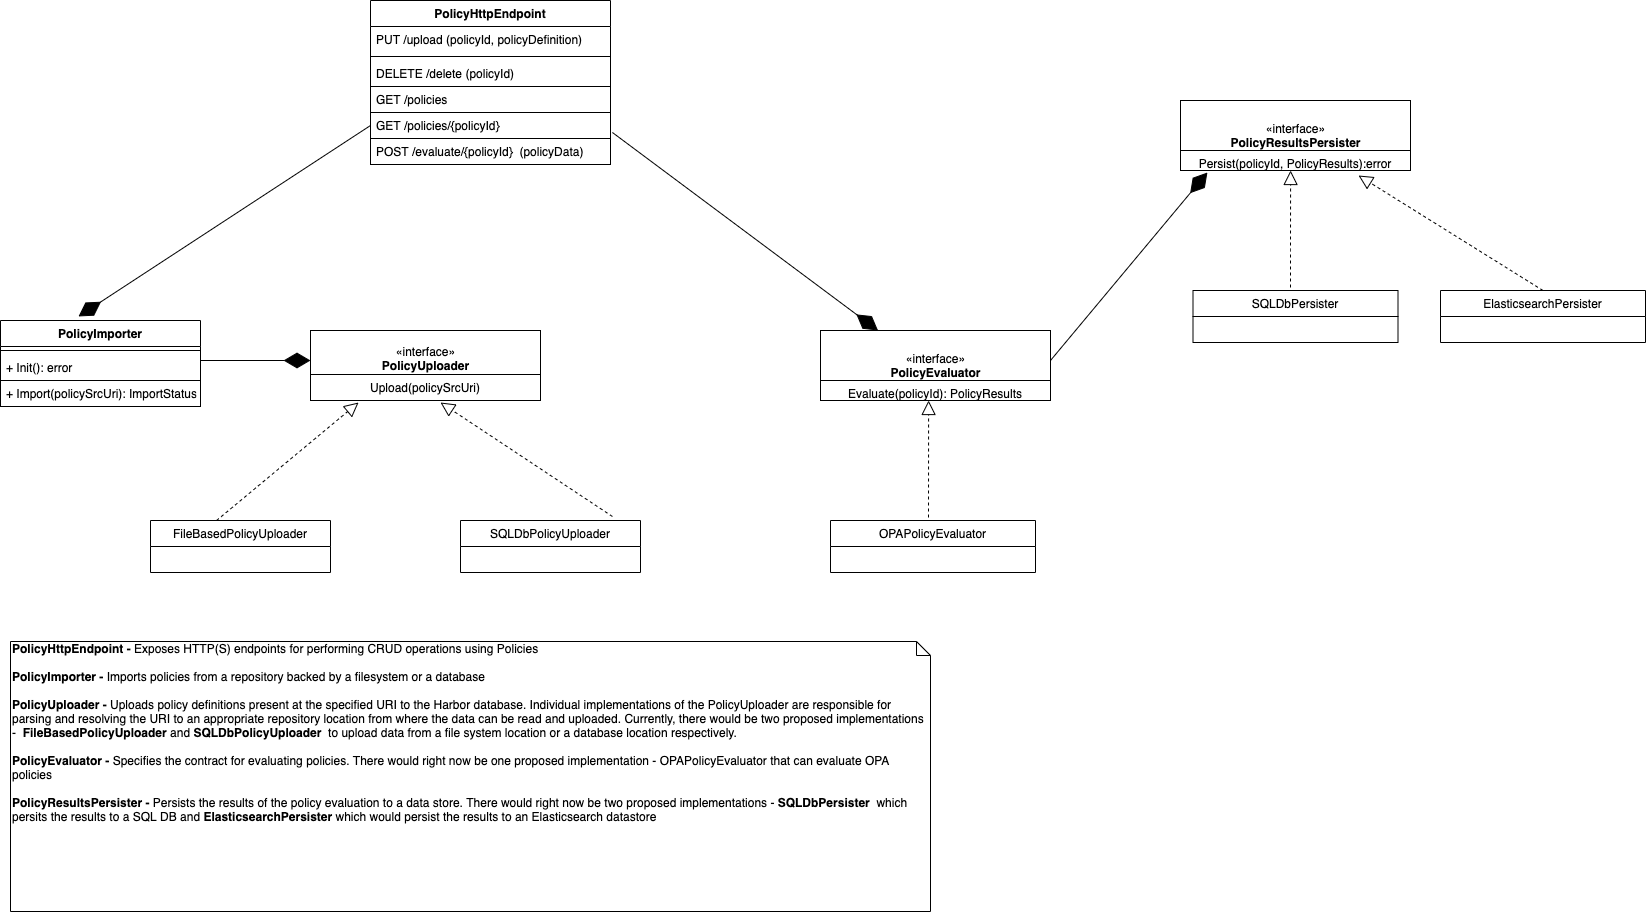 PolicyHttpEndpoint
PUT /upload (policyId, policyDefinition)
DELETE /delete (policyId)
GET /policies
GET /policies/{policyId}
POST /evaluate/{policyId}  (policyData)
«interface»
PolicyResultsPersister
Persist(policyId, PolicyResults):error
SQLDbPersister
ElasticsearchPersister
PolicyImporter
+ Init(): error
+ Import(policySrcUri): ImportStatus
«interface»
PolicyUploader
Upload(policySrcUri)
«interface»
PolicyEvaluator
Evaluate(policyId): PolicyResults
FileBasedPolicyUploader
SQLDbPolicyUploader
OPAPolicyEvaluator
PolicyHttpEndpoint - Exposes HTTP(S) endpoints for performing CRUD operations using Policies
PolicyImporter - Imports policies from a repository backed by a filesystem or a database
PolicyUploader - Uploads policy definitions present at the specified URI to the Harbor database. Individual implementations of the PolicyUploader are responsible for
parsing and resolving the URI to an appropriate repository location from where the data can be read and uploaded. Currently, there would be two proposed implementations
- FileBasedPolicyUploader and SQLDbPolicyUploader to upload data from a file system location or a database location respectively.
PolicyEvaluator - Specifies the contract for evaluating policies. There would right now be one proposed implementation - OPAPolicyEvaluator that can evaluate OPA
policies
PolicyResultsPersister - Persists the results of the policy evaluation to a data store. There would right now be two proposed implementations - SQLDbPersister which
persits the results to a SQL DB and ElasticsearchPersister which would persist the results to an Elasticsearch datastore